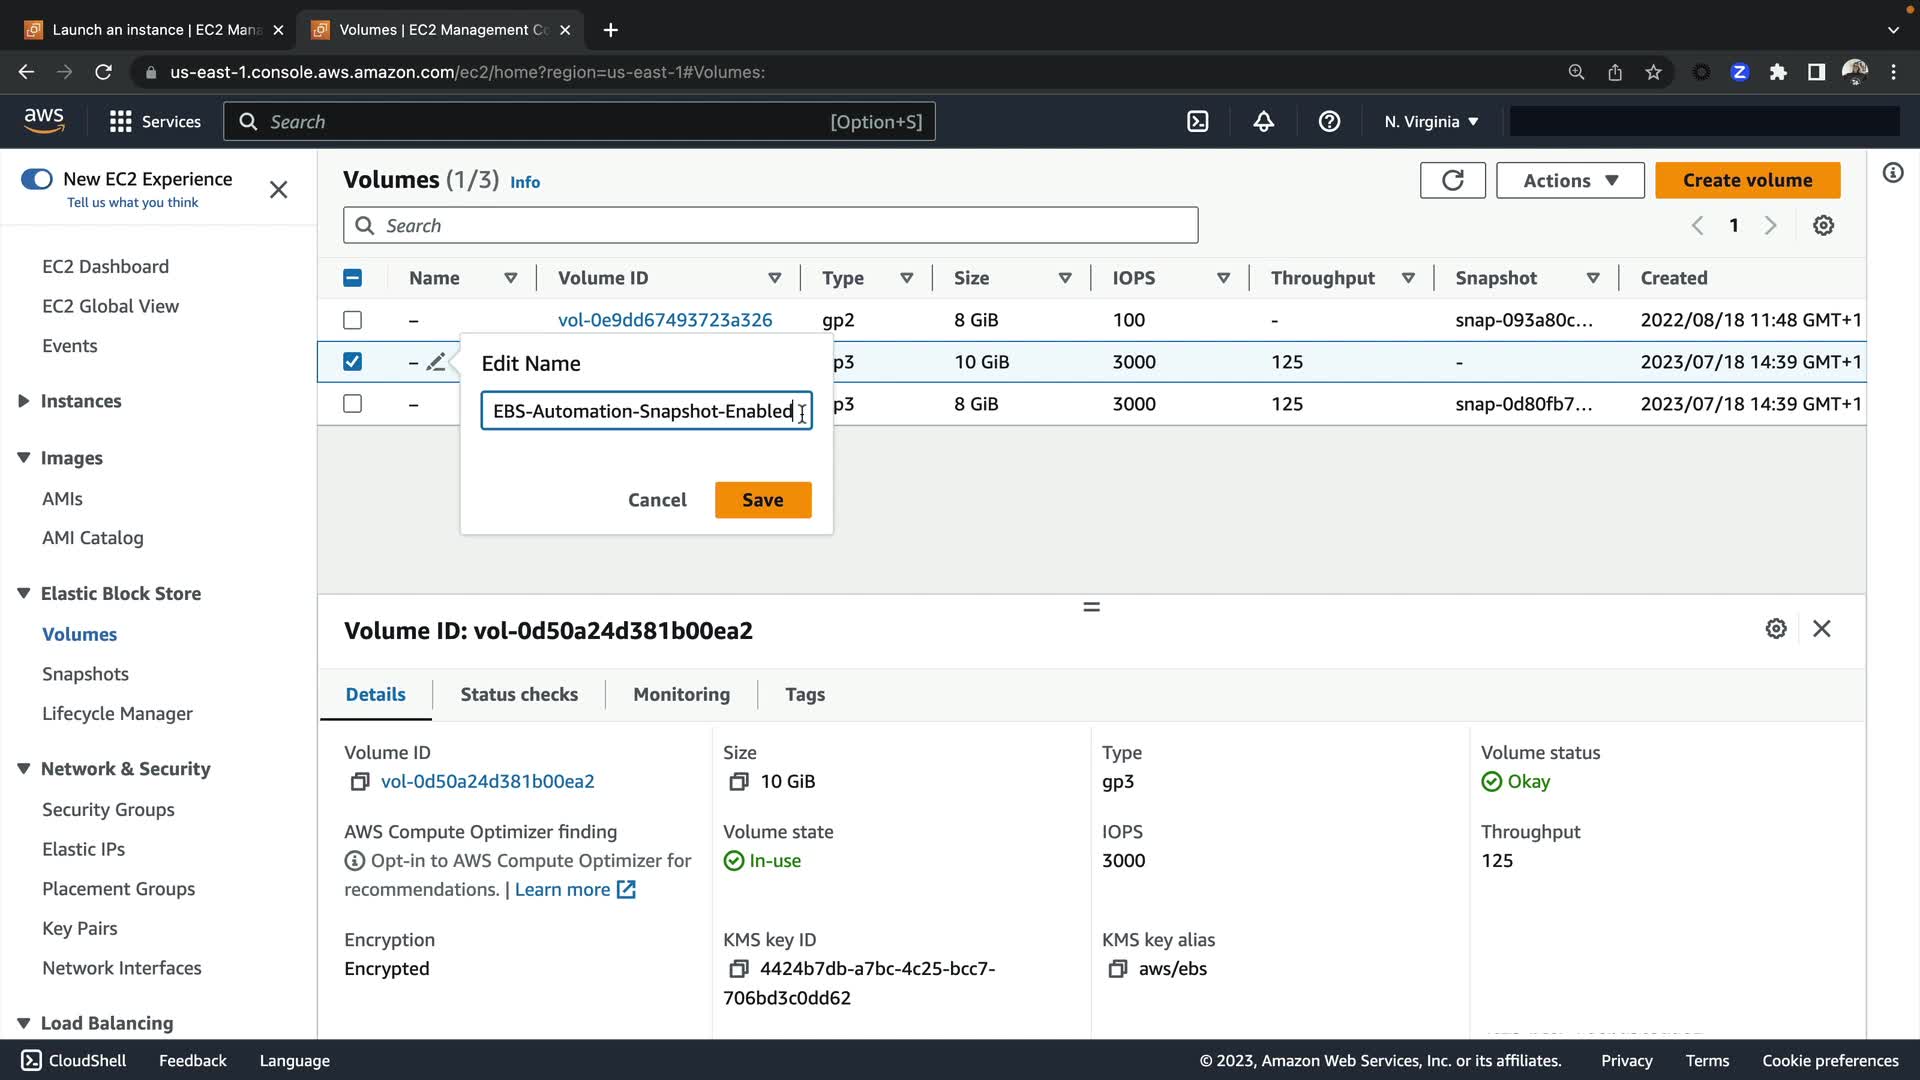 Launch an instance | EC2 Mana
Volumes | EC2 Management Co
us-east-1.console.aws.amazon.com/ec2/home?region=us-east-1#Volumes:
aws
Services
Search
[Option+S]
N. Virginia
New EC2 Experience
Tell us what you think
EC2 Dashboard
EC2 Global View
Events
Instances
Images
AMIs
AMI Catalog
Elastic Block Store
Volumes
Snapshots
Lifecycle Manager
Network & Security
Security Groups
Elastic IPs
Placement Groups
Key Pairs
Network Interfaces
Load Balancing
Volumes (1/3) Info
Actions
Create volume
Search
1
Name Volume ID Type Size IOPS Throughput Snapshot Created
– vol-0e9dd67493723a326 gp2 8 GiB 100 - snap-093a80c... 2022/08/18 11:48 GMT+1
– p3 10 GiB 3000 125 - 2023/07/18 14:39 GMT+1
– p3 8 GiB 3000 125 snap-0d80fb7... 2023/07/18 14:39 GMT+1
Edit Name
EBS-Automation-Snapshot-Enabled
Cancel
Save
Volume ID: vol-0d50a24d381b00ea2
Details
Status checks
Monitoring
Tags
Volume ID
vol-0d50a24d381b00ea2
Size
10 GiB
Type
gp3
Volume status
Okay
AWS Compute Optimizer finding
Opt-in to AWS Compute Optimizer for
recommendations. | Learn more
Volume state
In-use
IOPS
3000
Throughput
125
Encryption
Encrypted
KMS key ID
4424b7db-a7bc-4c25-bcc7-
706bd3c0dd62
KMS key alias
aws/ebs
CloudShell
Feedback
Language
© 2023, Amazon Web Services, Inc. or its affiliates.
Privacy
Terms
Cookie preferences